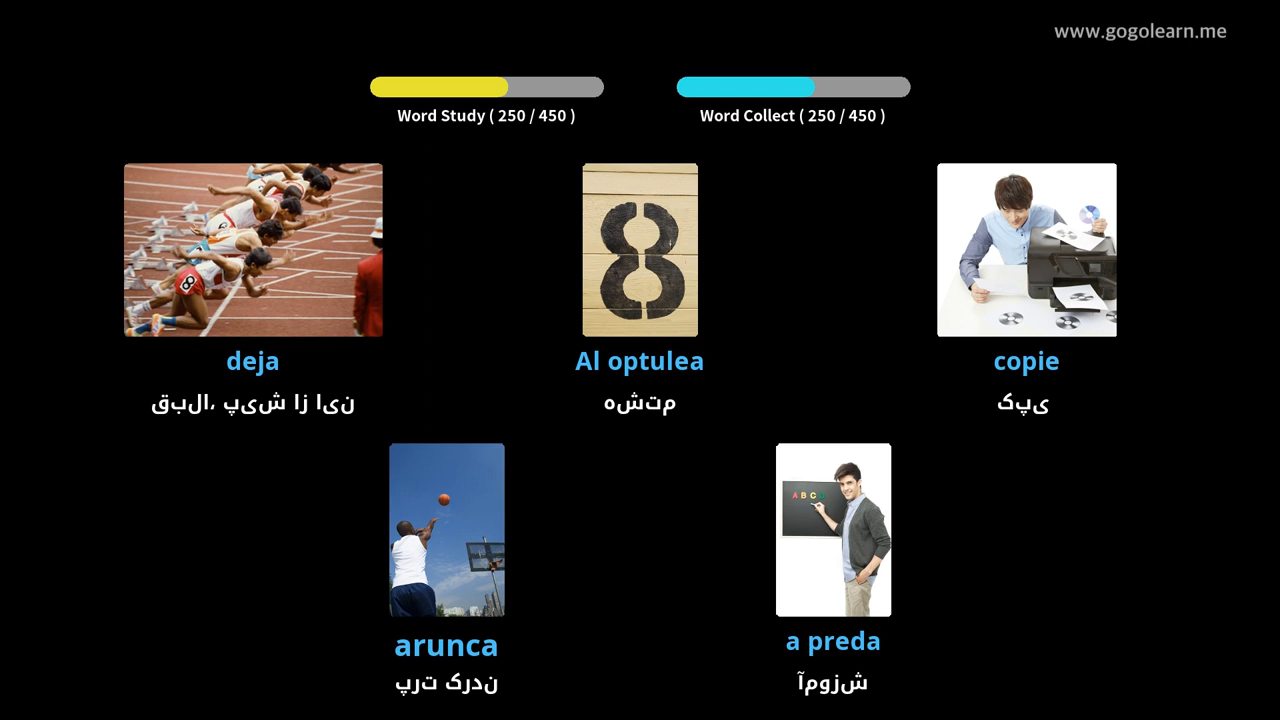 www.gogolearn.me
Word Study ( 250 / 450 )
Word Collect ( 250 / 450 )
8
8
deja
Al optulea
copie
قبلا، پیش از این
هشتم
کپی
A B C D
arunca
a preda
پرت کردن
آموزش